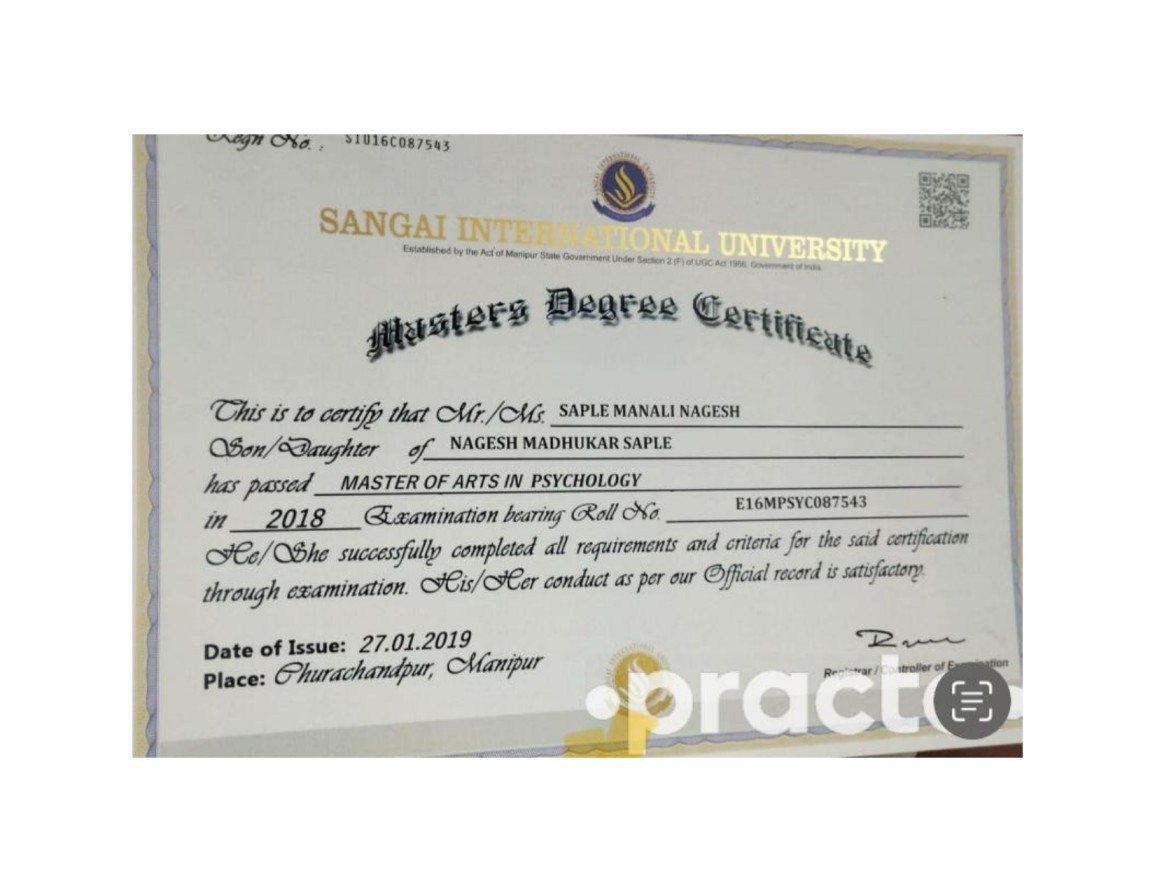 Regn No. , S1U16C087543
SANGAI INTERNATIONAL UNIVERSITY
Established by the Act of Manipur State Government Under Section 2 (F) of UGC Act 1956, Government of India
Masters Degree Certificate
This is to certify that Mr./Ms. SAPLE MANALI NAGESH
Son/Daughter of NAGESH MADHUKAR SAPLE
has passed MASTER OF ARTS IN PSYCHOLOGY
in 2018 Examination bearing Roll No. E16MPSYC087543
He/She successfully completed all requirements and criteria for the said certification
through examination. His/Her conduct as per our Official record is satisfactory.
Date of Issue: 27.01.2019
Place: Churachandpur, Manipur
Registrar / Controller of Examination
practo